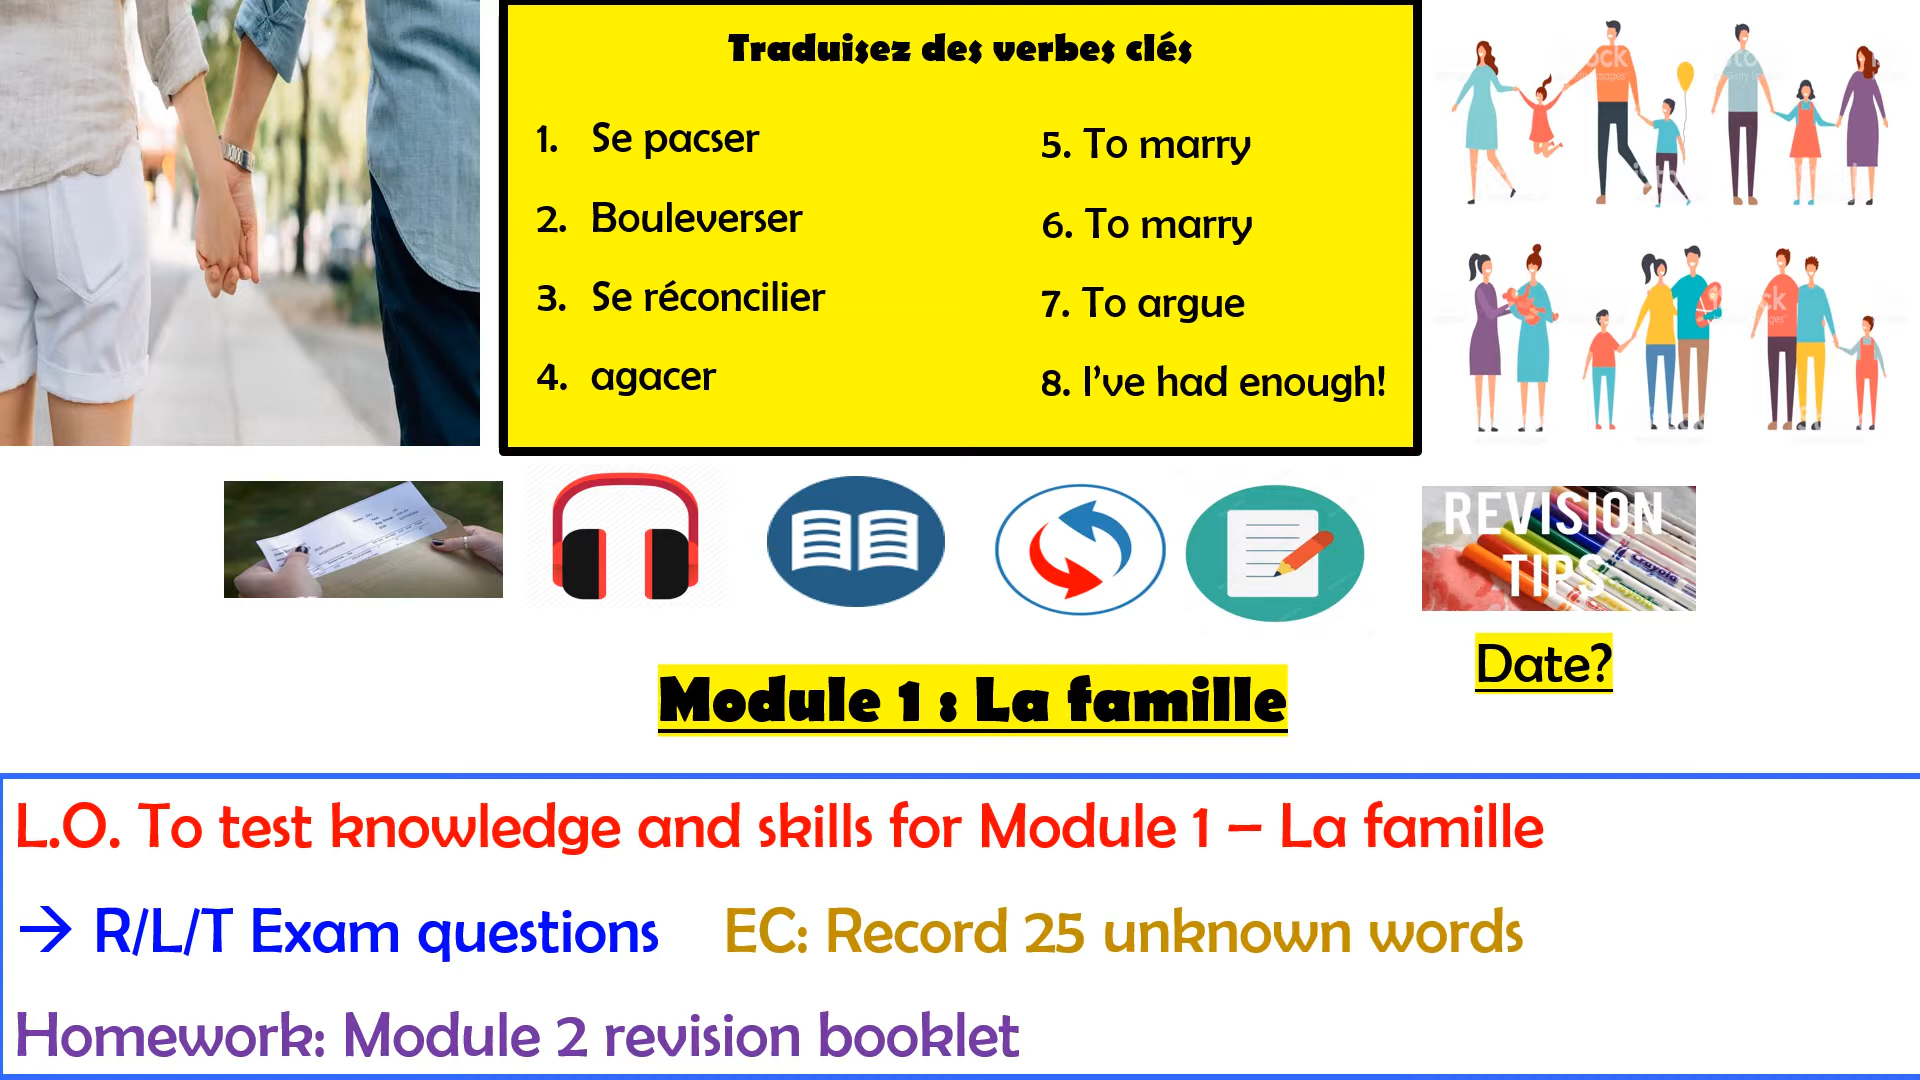 Traduisez des verbes clés
1. Se pacser
2. Bouleverser
3. Se réconcilier
4. agacer
5. To marry
6. To marry
7. To argue
8. I've had enough!
REVISION
TIPS
Date?
Module 1 : La famille
L.O. To test knowledge and skills for Module 1 – La famille
→ R/L/T Exam questions EC: Record 25 unknown words
Homework: Module 2 revision booklet